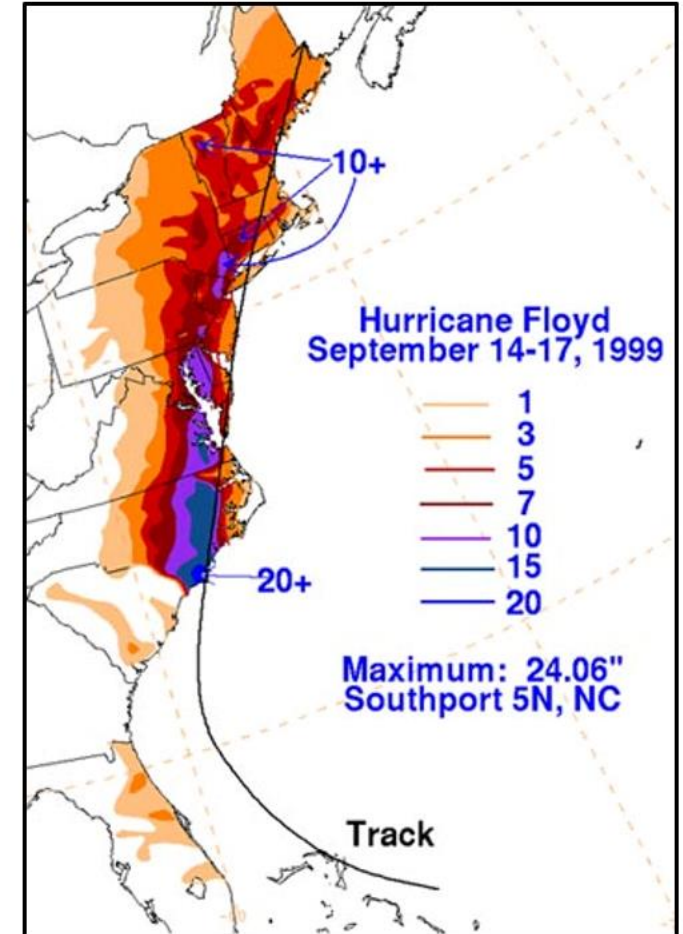 10+
Hurricane Floyd
September 14-17, 1999
1
3
5
7
10
15
20
20+
Maximum: 24.06"
Southport 5N, NC
Track